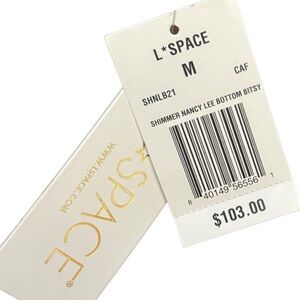 L*SPACE
M
SHNLB21 CAF
SHIMMER NANCY LEE BOTTOM BITSY
8 40149 56556 1
$103.00
L*SPACE®
WWW.LSPACE.COM